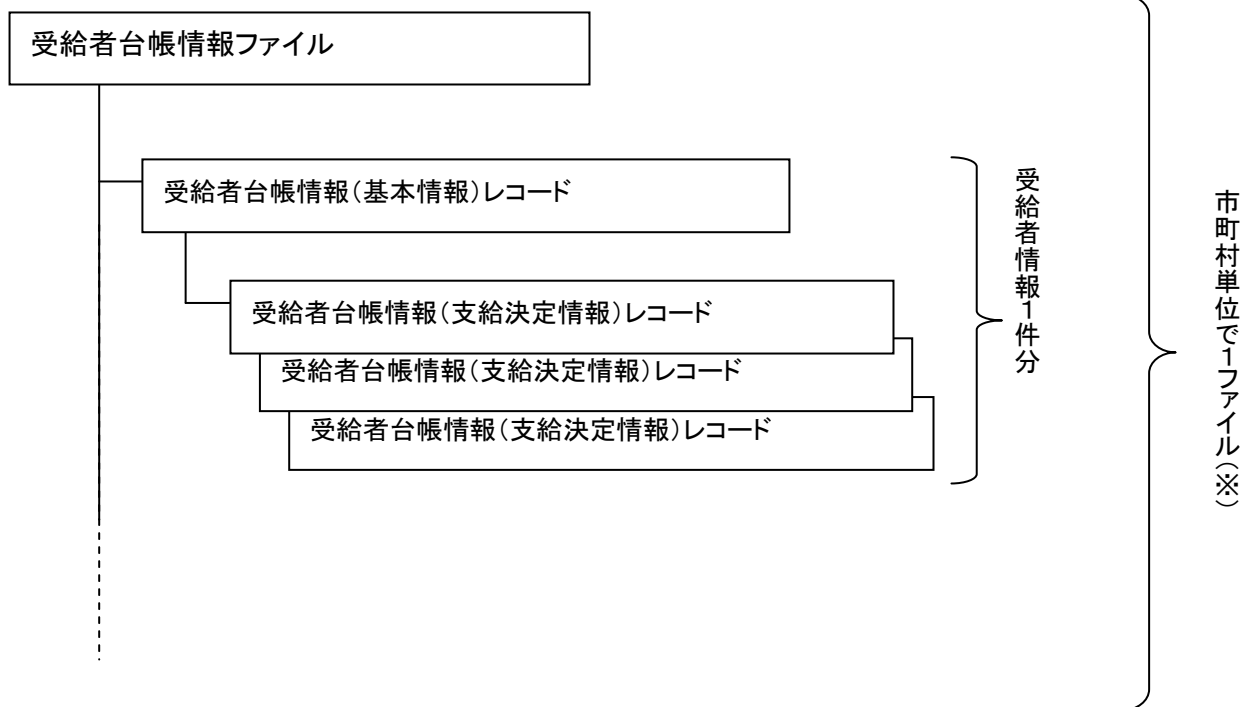 受給者台帳情報ファイル
受給者台帳情報(基本情報)レコード
受給者台帳情報(支給決定情報)レコード
受給者台帳情報(支給決定情報)レコード
受給者台帳情報(支給決定情報)レコード
受給者情報1件分
市町村単位で1ファイル(※)